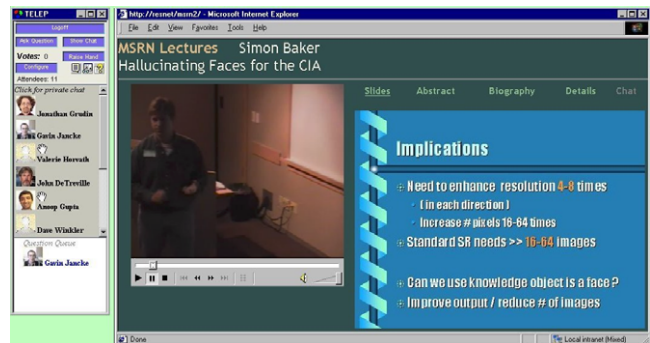 TELEP
Logoff
Ask Question Show Chat
Votes: 0 Raise Hand
Configure
Attendees: 11
Click for private chat
Jonathan Grudin
Gavin Jancke
Valerie Horvath
John DeTreville
Anoop Gupta
Dave Winkler
Question Queue
Gavin Jancke
http://resnet/msrn2/ - Microsoft Internet Explorer
File Edit View Favorites Tools Help
MSRN Lectures Simon Baker
Hallucinating Faces for the CIA
Slides Abstract Biography Details Chat
Implications
Need to enhance resolution 4-8 times
( in each direction )
Increase # pixels 16-64 times
Standard SR needs >> 16-64 images
Can we use knowledge object is a face ?
Improve output / reduce # of images
Done
Local intranet (Mixed)